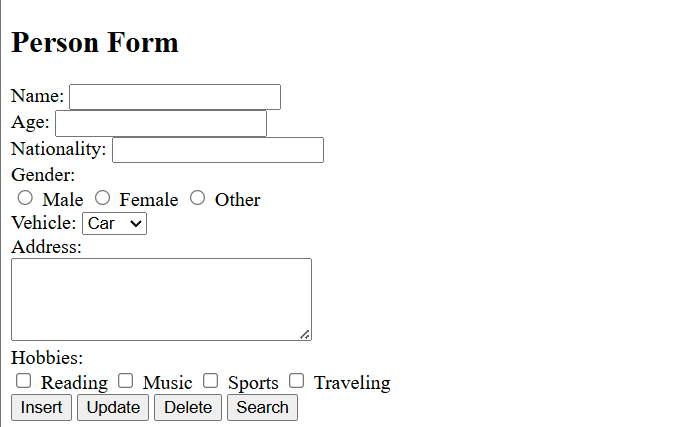 Person Form
Name:
Age:
Nationality:
Gender:
Male Female Other
Vehicle: Car
Address:
Hobbies:
Reading Music Sports Traveling
Insert Update Delete Search